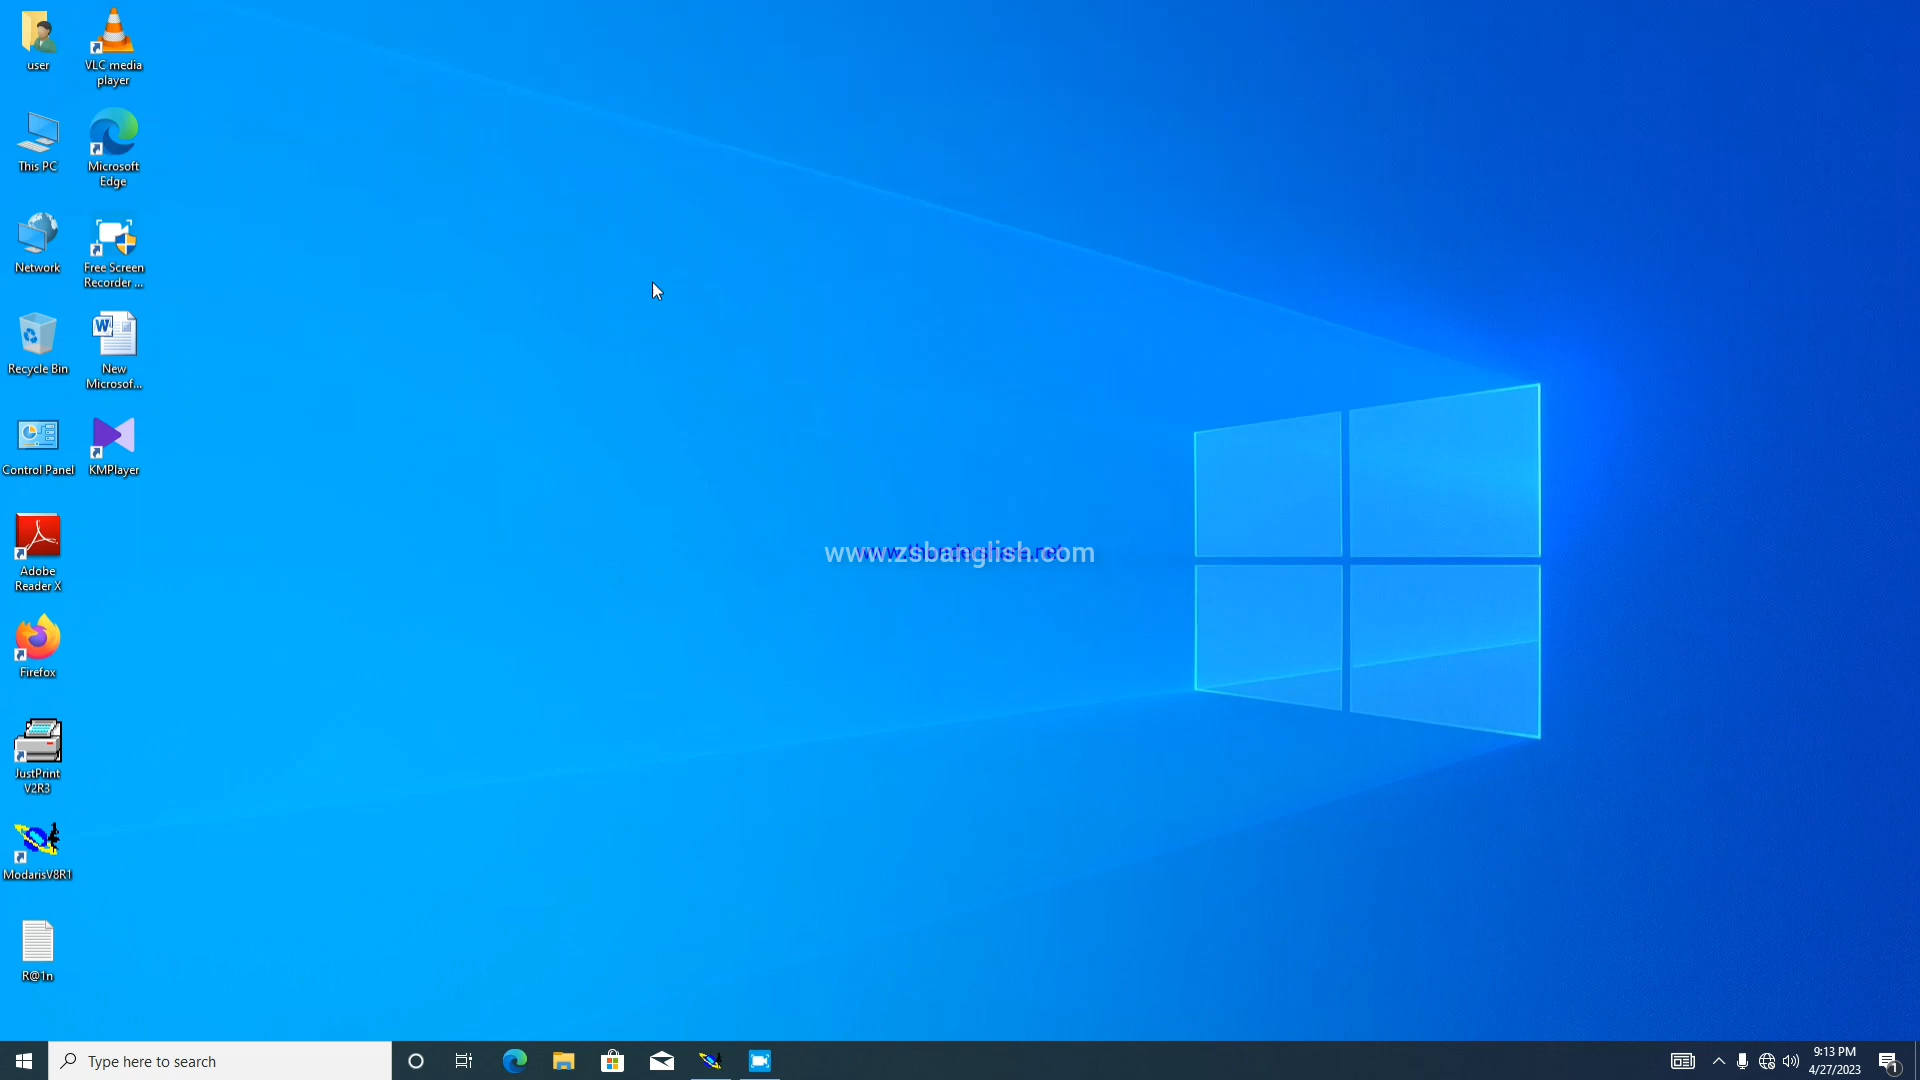 user
VLC media
player
This PC
Microsoft
Edge
Network
Free Screen
Recorder ...
Recycle Bin
New
Microsof...
Control Panel
KMPlayer
Adobe
Reader X
Firefox
JustPrint
V2R3
ModarisV8R1
R@1n
www.zsbanglish.com
Type here to search
9:13 PM
4/27/2023
1